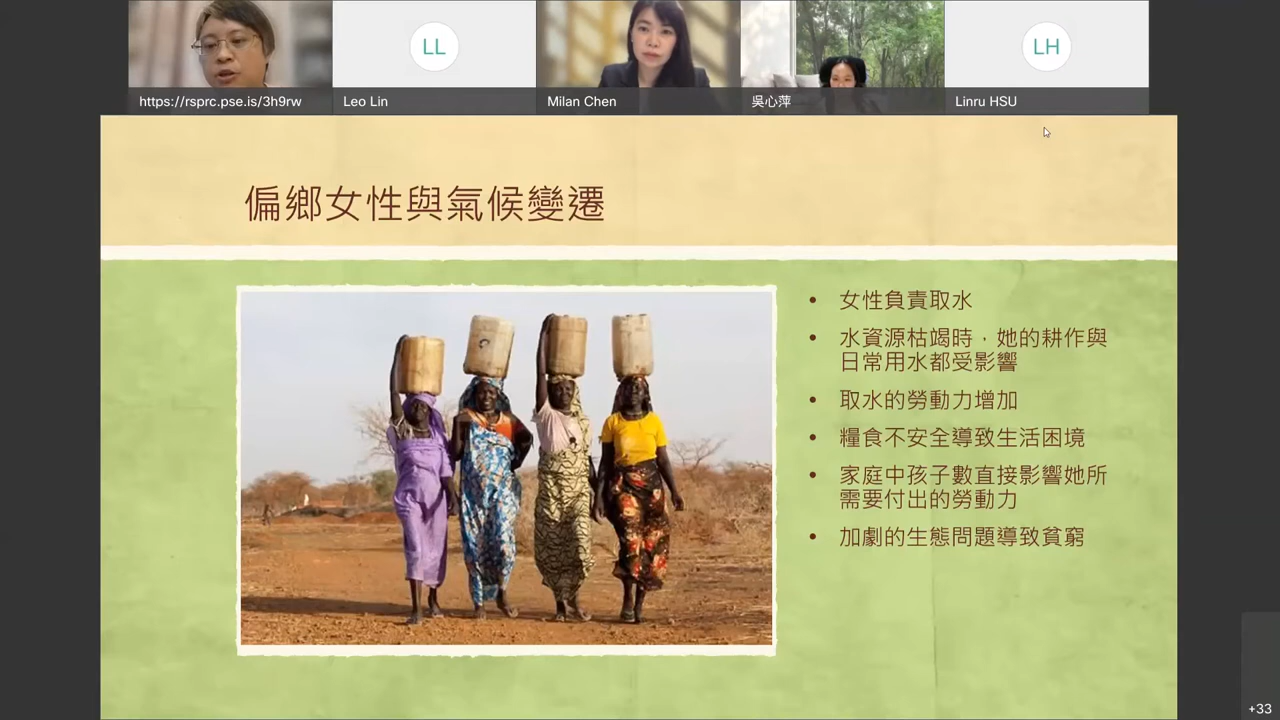 https://rsprc.pse.is/3h9rw
LL
Leo Lin
Milan Chen
吳心萍
LH
Linru HSU
偏鄉女性與氣候變遷
• 女性負責取水
• 水資源枯竭時，她的耕作與
日常用水都受影響
• 取水的勞動力增加
• 糧食不安全導致生活困境
• 家庭中孩子數直接影響她所
需要付出的勞動力
• 加劇的生態問題導致貧窮
+33